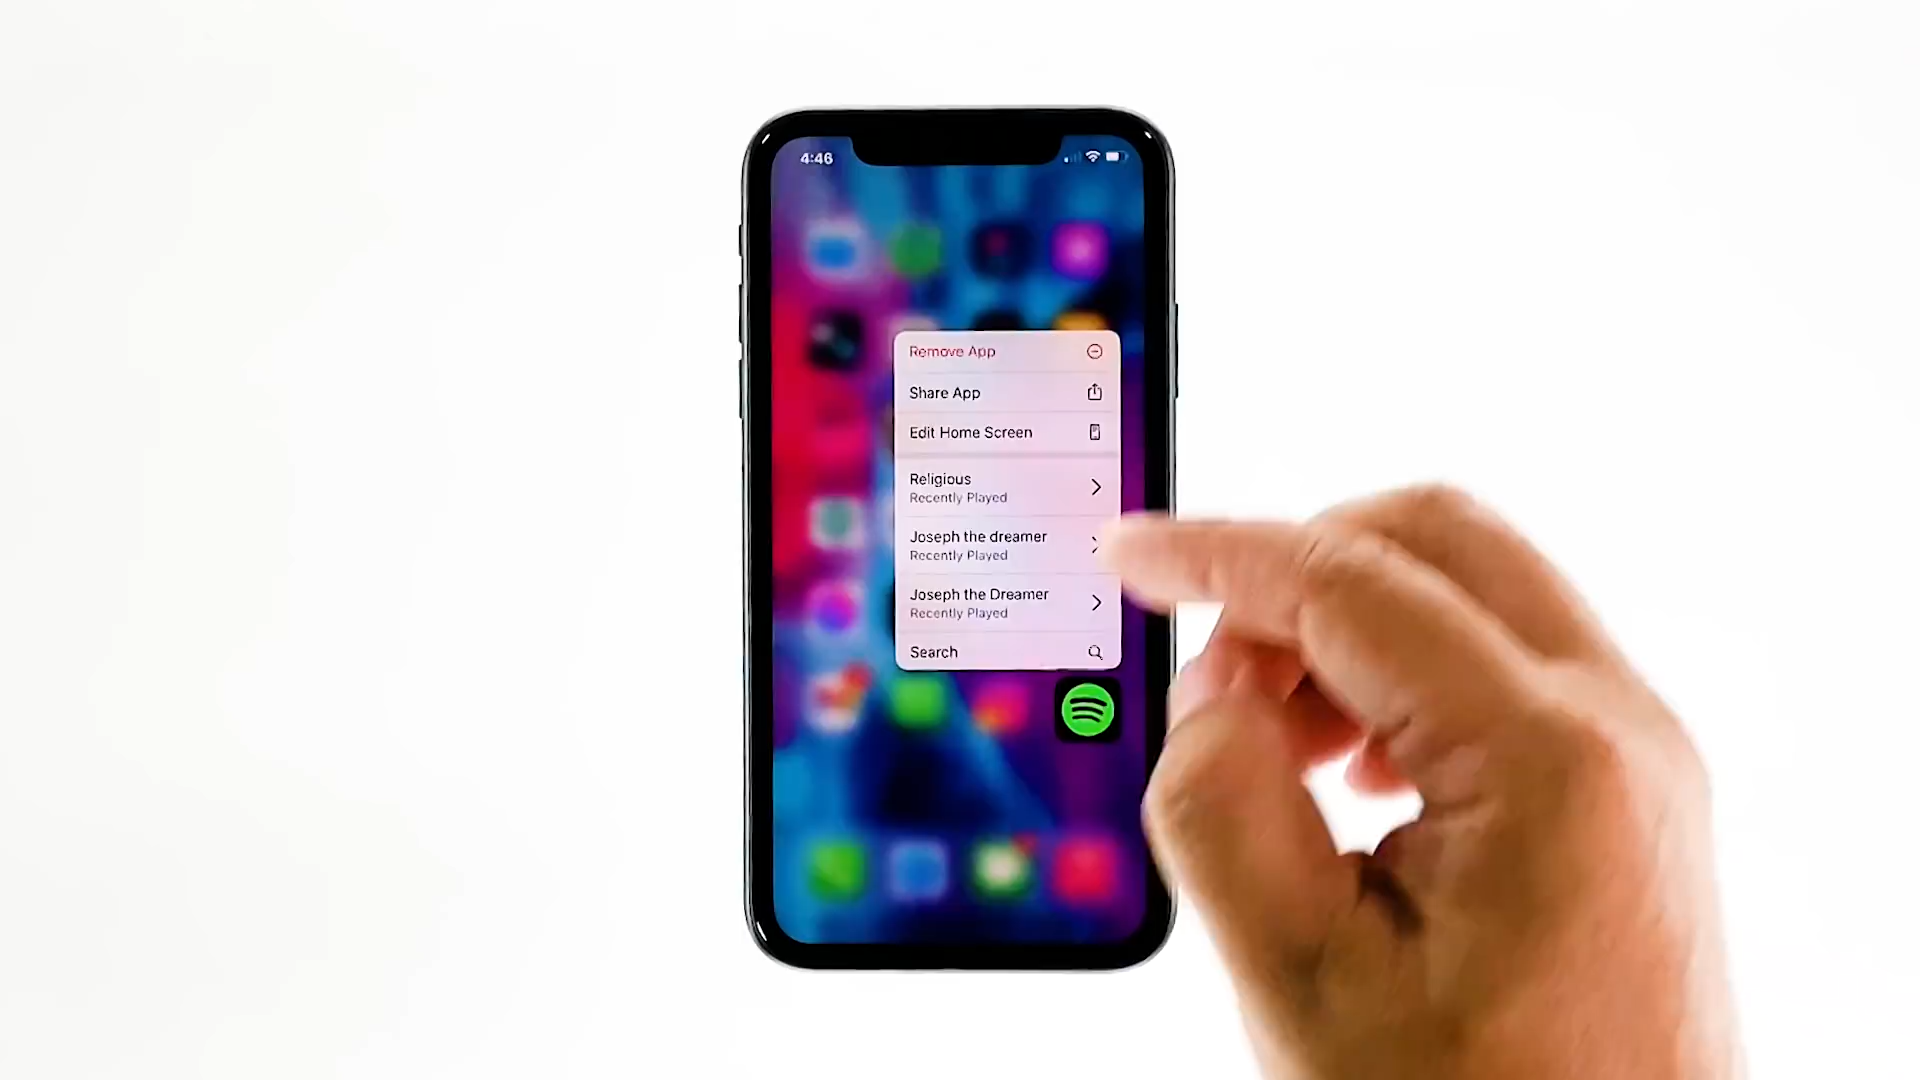 4:46
Remove App
Share App
Edit Home Screen
Religious
Recently Played
Joseph the dreamer
Recently Played
Joseph the Dreamer
Recently Played
Search